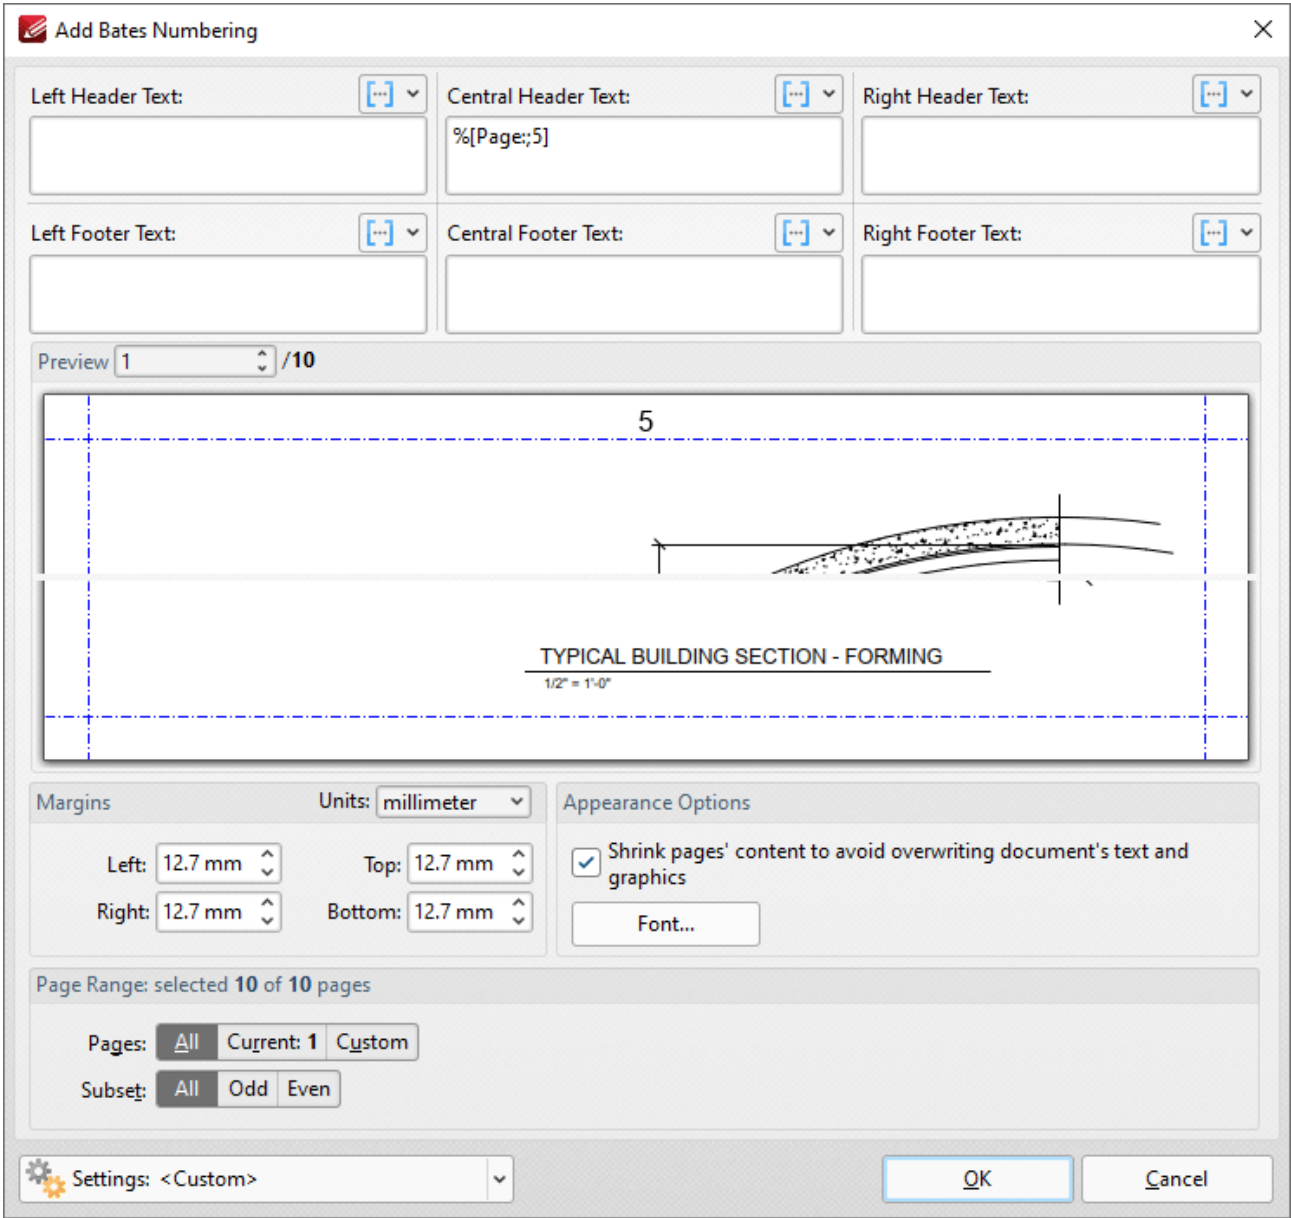 Add Bates Numbering
Left Header Text:
Central Header Text:
Right Header Text:
%[Page:;5]
Left Footer Text:
Central Footer Text:
Right Footer Text:
Preview 1 /10
5
TYPICAL BUILDING SECTION - FORMING
1/2" = 1'-0"
Margins
Units: millimeter
Left: 12.7 mm
Top: 12.7 mm
Right: 12.7 mm
Bottom: 12.7 mm
Appearance Options
Shrink pages' content to avoid overwriting document's text and
graphics
Font...
Page Range: selected 10 of 10 pages
Pages: All Current: 1 Custom
Subset: All Odd Even
Settings: <Custom>
OK
Cancel